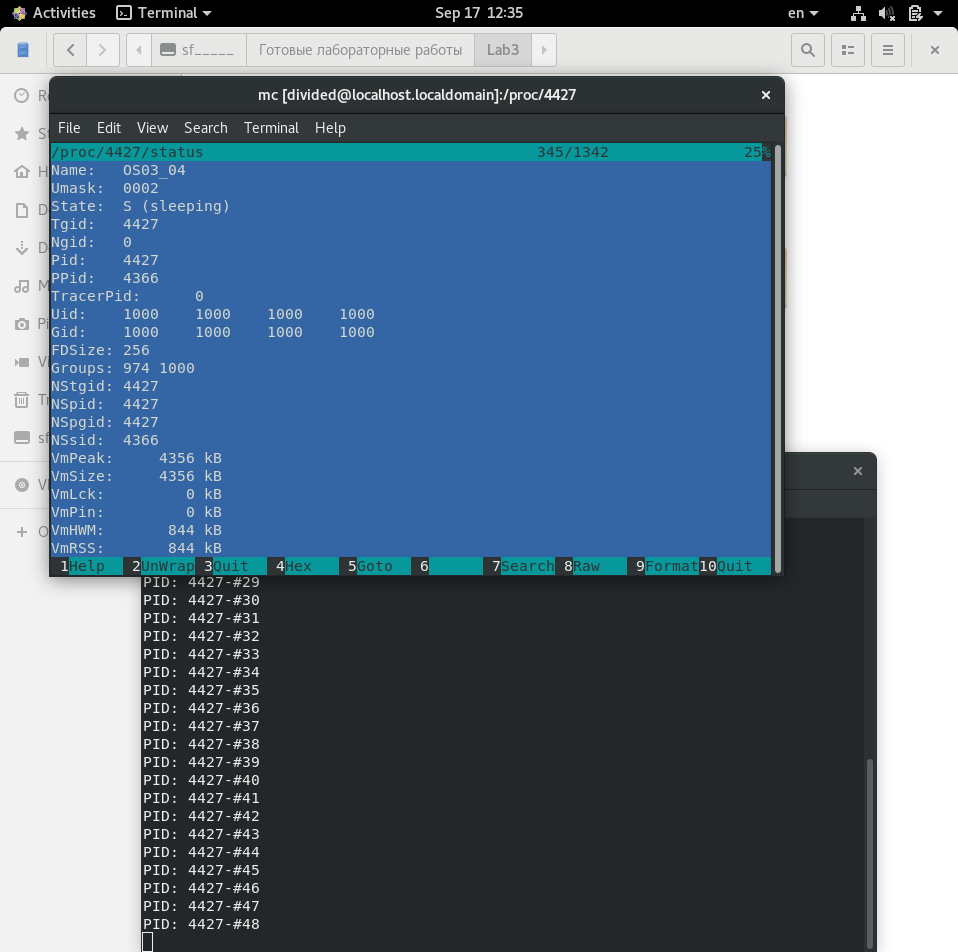 Activities Terminal Sep 17 12:35 en
sf_____ Готовые лабораторные работы Lab3
mc [divided@localhost.localdomain]:/proc/4427
File Edit View Search Terminal Help
/proc/4427/status 345/1342 25%
Name: OS03_04
Umask: 0002
State: S (sleeping)
Tgid: 4427
Ngid: 0
Pid: 4427
PPid: 4366
TracerPid: 0
Uid: 1000 1000 1000 1000
Gid: 1000 1000 1000 1000
FDSize: 256
Groups: 974 1000
NStgid: 4427
NSpid: 4427
NSpgid: 4427
NSsid: 4366
VmPeak: 4356 kB
VmSize: 4356 kB
VmLck: 0 kB
VmPin: 0 kB
VmHWM: 844 kB
VmRSS: 844 kB
1Help 2UnWrap 3Quit 4Hex 5Goto 6 7Search 8Raw 9Format 10Quit
PID: 4427-#29
PID: 4427-#30
PID: 4427-#31
PID: 4427-#32
PID: 4427-#33
PID: 4427-#34
PID: 4427-#35
PID: 4427-#36
PID: 4427-#37
PID: 4427-#38
PID: 4427-#39
PID: 4427-#40
PID: 4427-#41
PID: 4427-#42
PID: 4427-#43
PID: 4427-#44
PID: 4427-#45
PID: 4427-#46
PID: 4427-#47
PID: 4427-#48